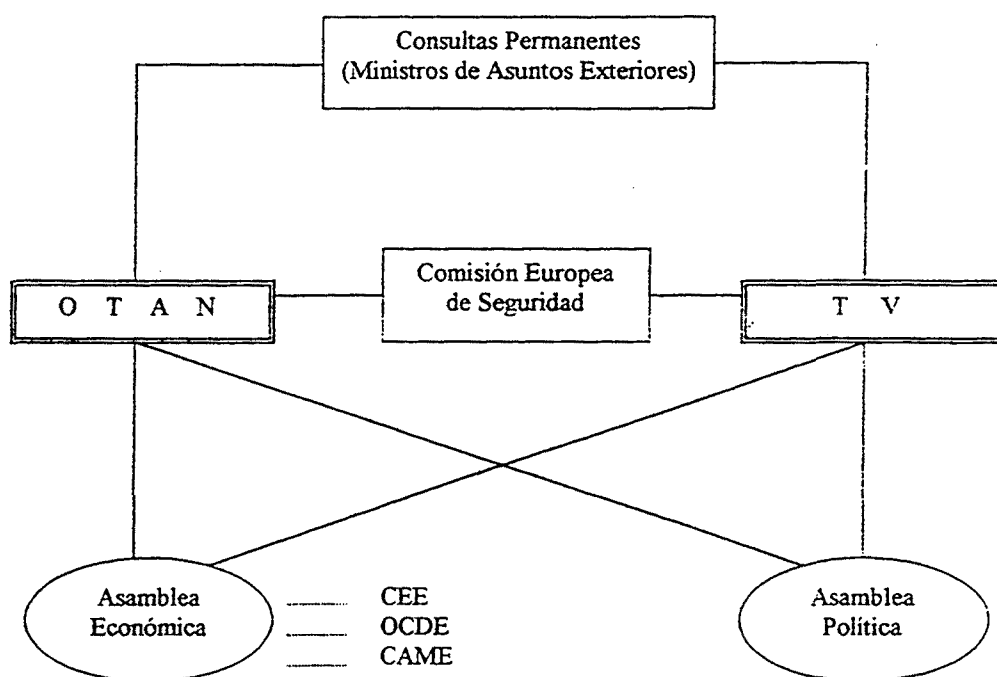 Consultas Permanentes
(Ministros de Asuntos Exteriores)
Comisión Europea
de Seguridad
O T A N
T V
Asamblea
Económica
CEE
OCDE
CAME
Asamblea
Política